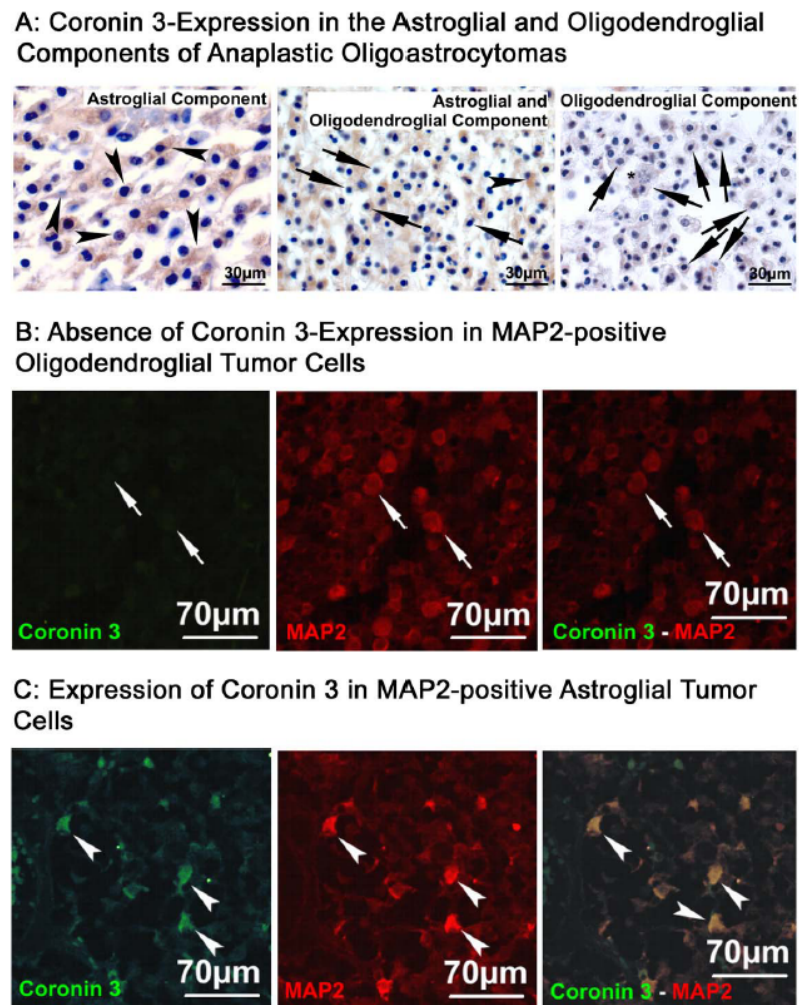 A: Coronin 3-Expression in the Astroglial and Oligodendroglial
Components of Anaplastic Oligoastrocytomas
Astroglial Component
30µm
Astroglial and
Oligodendroglial Component
30µm
Oligodendroglial Component
*
30µm
B: Absence of Coronin 3-Expression in MAP2-positive
Oligodendroglial Tumor Cells
Coronin 3
70µm
MAP2
70µm
Coronin 3 - MAP2
70µm
C: Expression of Coronin 3 in MAP2-positive Astroglial Tumor
Cells
Coronin 3
70µm
MAP2
70µm
Coronin 3 - MAP2
70µm